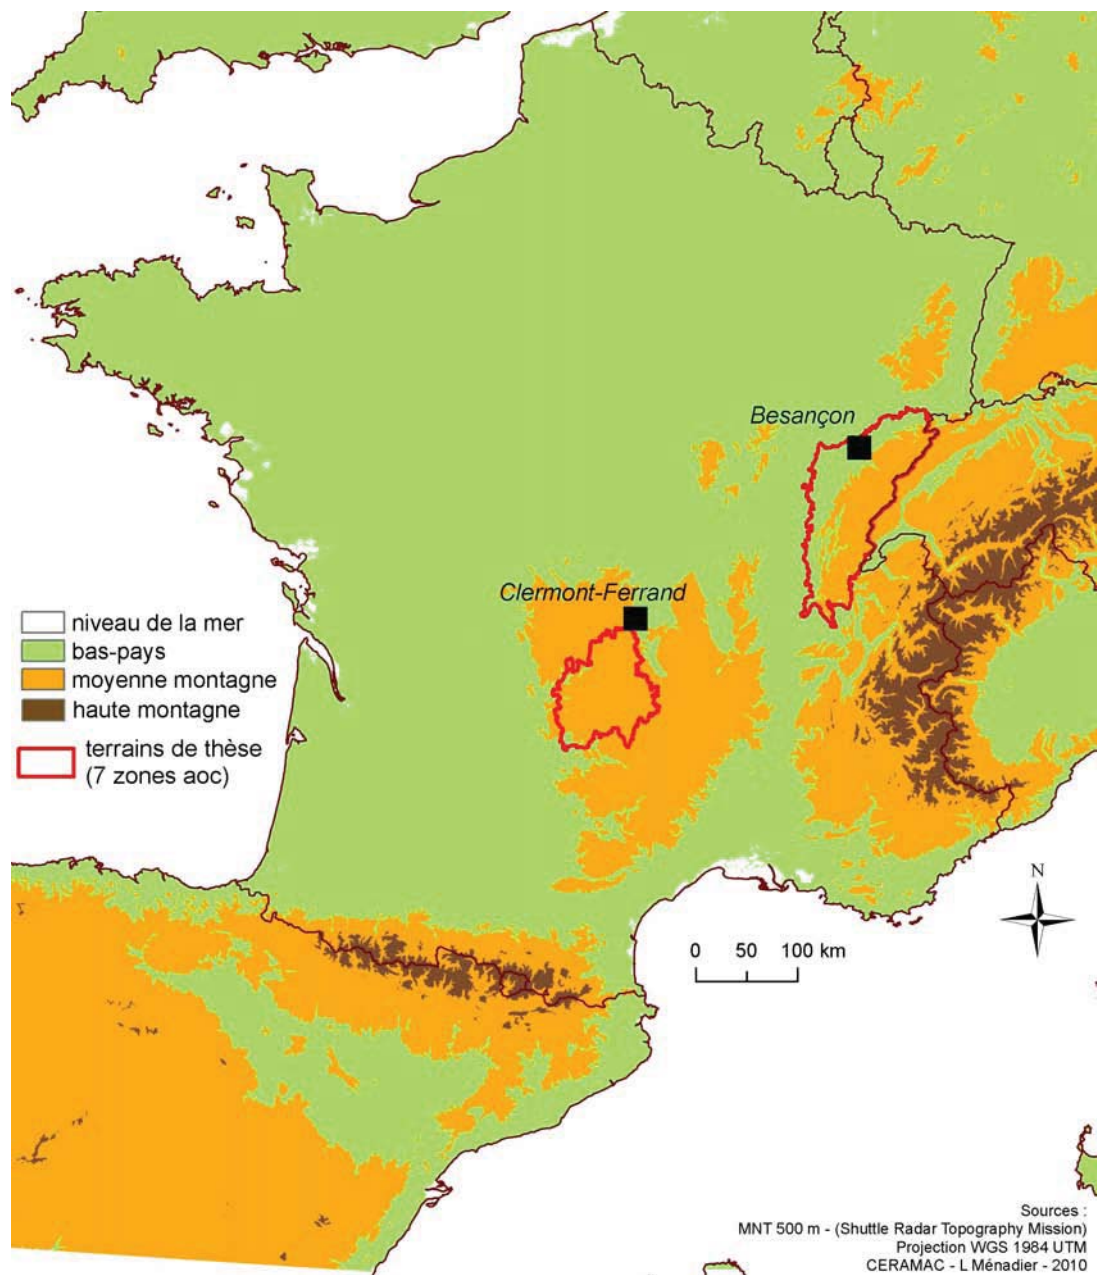 Besançon
Clermont-Ferrand
niveau de la mer
bas-pays
moyenne montagne
haute montagne
terrains de thèse
(7 zones aoc)
N
0 50 100 km
Sources :
MNT 500 m - (Shuttle Radar Topography Mission)
Projection WGS 1984 UTM
CERAMAC - L Ménadier - 2010